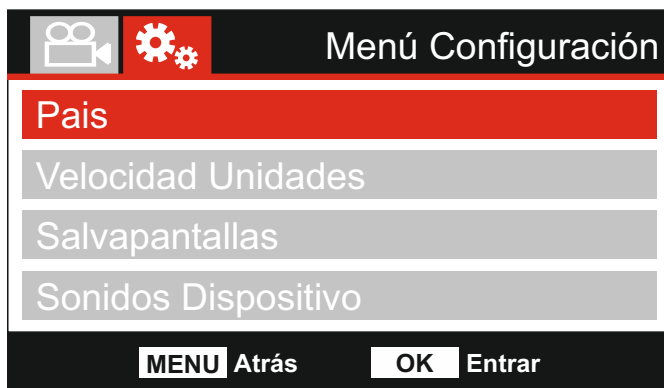 Menú Configuración
Pais
Velocidad Unidades
Salvapantallas
Sonidos Dispositivo
MENU Atrás OK Entrar